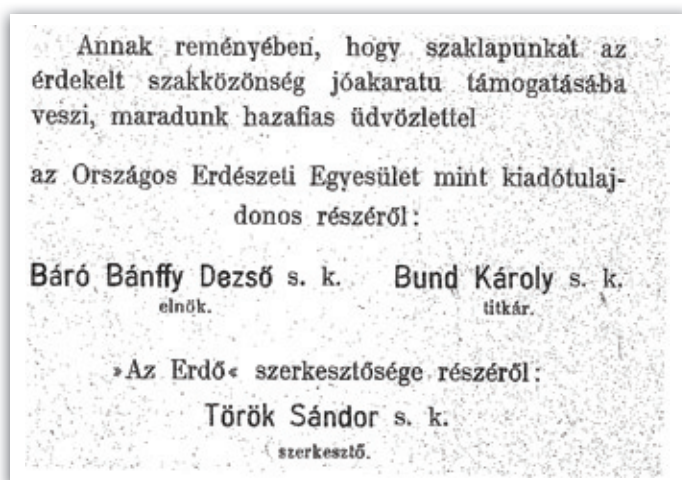 Annak reményében, hogy szaklapunkat az
érdekelt szakközönség jóakaratu támogatásába
veszi, maradunk hazafias üdvözlettel
az Országos Erdészeti Egyesület mint kiadótulaj-
donos részéről:
Báró Bánffy Dezső s. k. Bund Károly s. k.
elnök. titkár.
»Az Erdő« szerkesztősége részéről:
Török Sándor s. k.
szerkesztő.